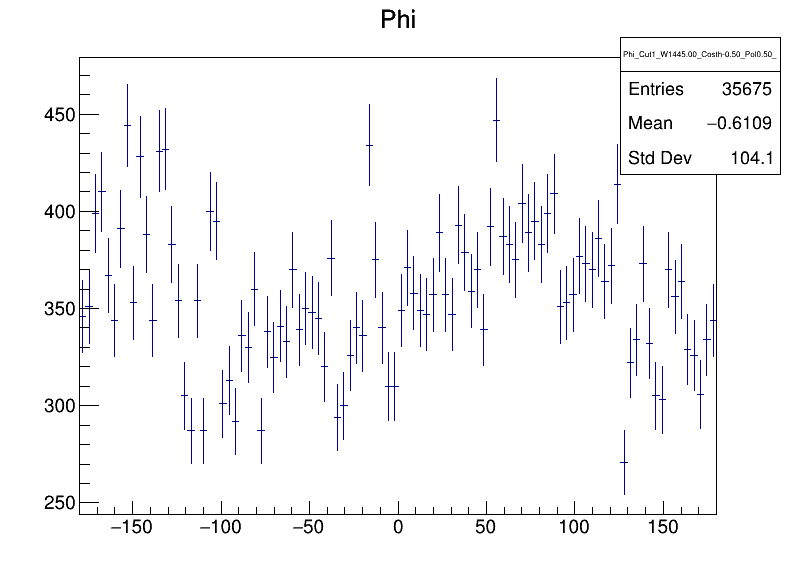 Phi
Phi_Cut1_W1445.00_Costh-0.50_Pol0.50_
Entries 35675
Mean −0.6109
Std Dev 104.1
450
400
350
300
250
−150 −100 −50 0 50 100 150